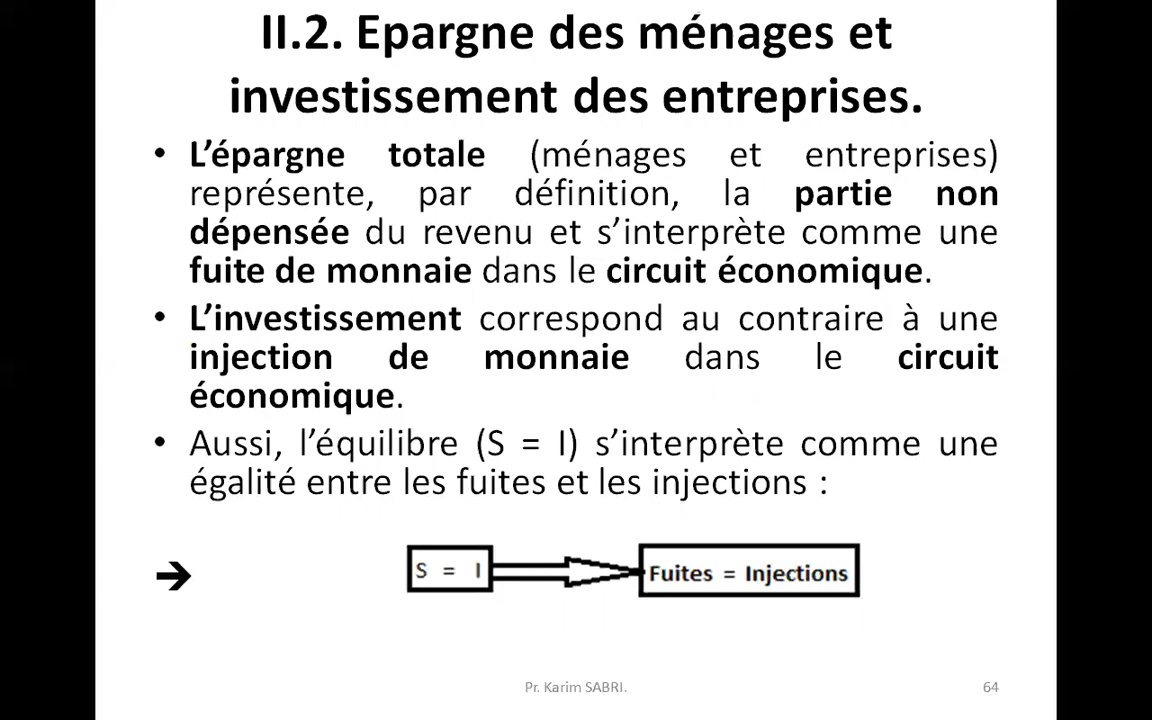 II.2. Epargne des ménages et
investissement des entreprises.
• L’épargne totale (ménages et entreprises)
représente, par définition, la partie non
dépensée du revenu et s’interprète comme une
fuite de monnaie dans le circuit économique.
• L’investissement correspond au contraire à une
injection de monnaie dans le circuit
économique.
• Aussi, l’équilibre (S = I) s’interprète comme une
égalité entre les fuites et les injections :
➔ S = I Fuites = Injections
Pr. Karim SABRI. 64